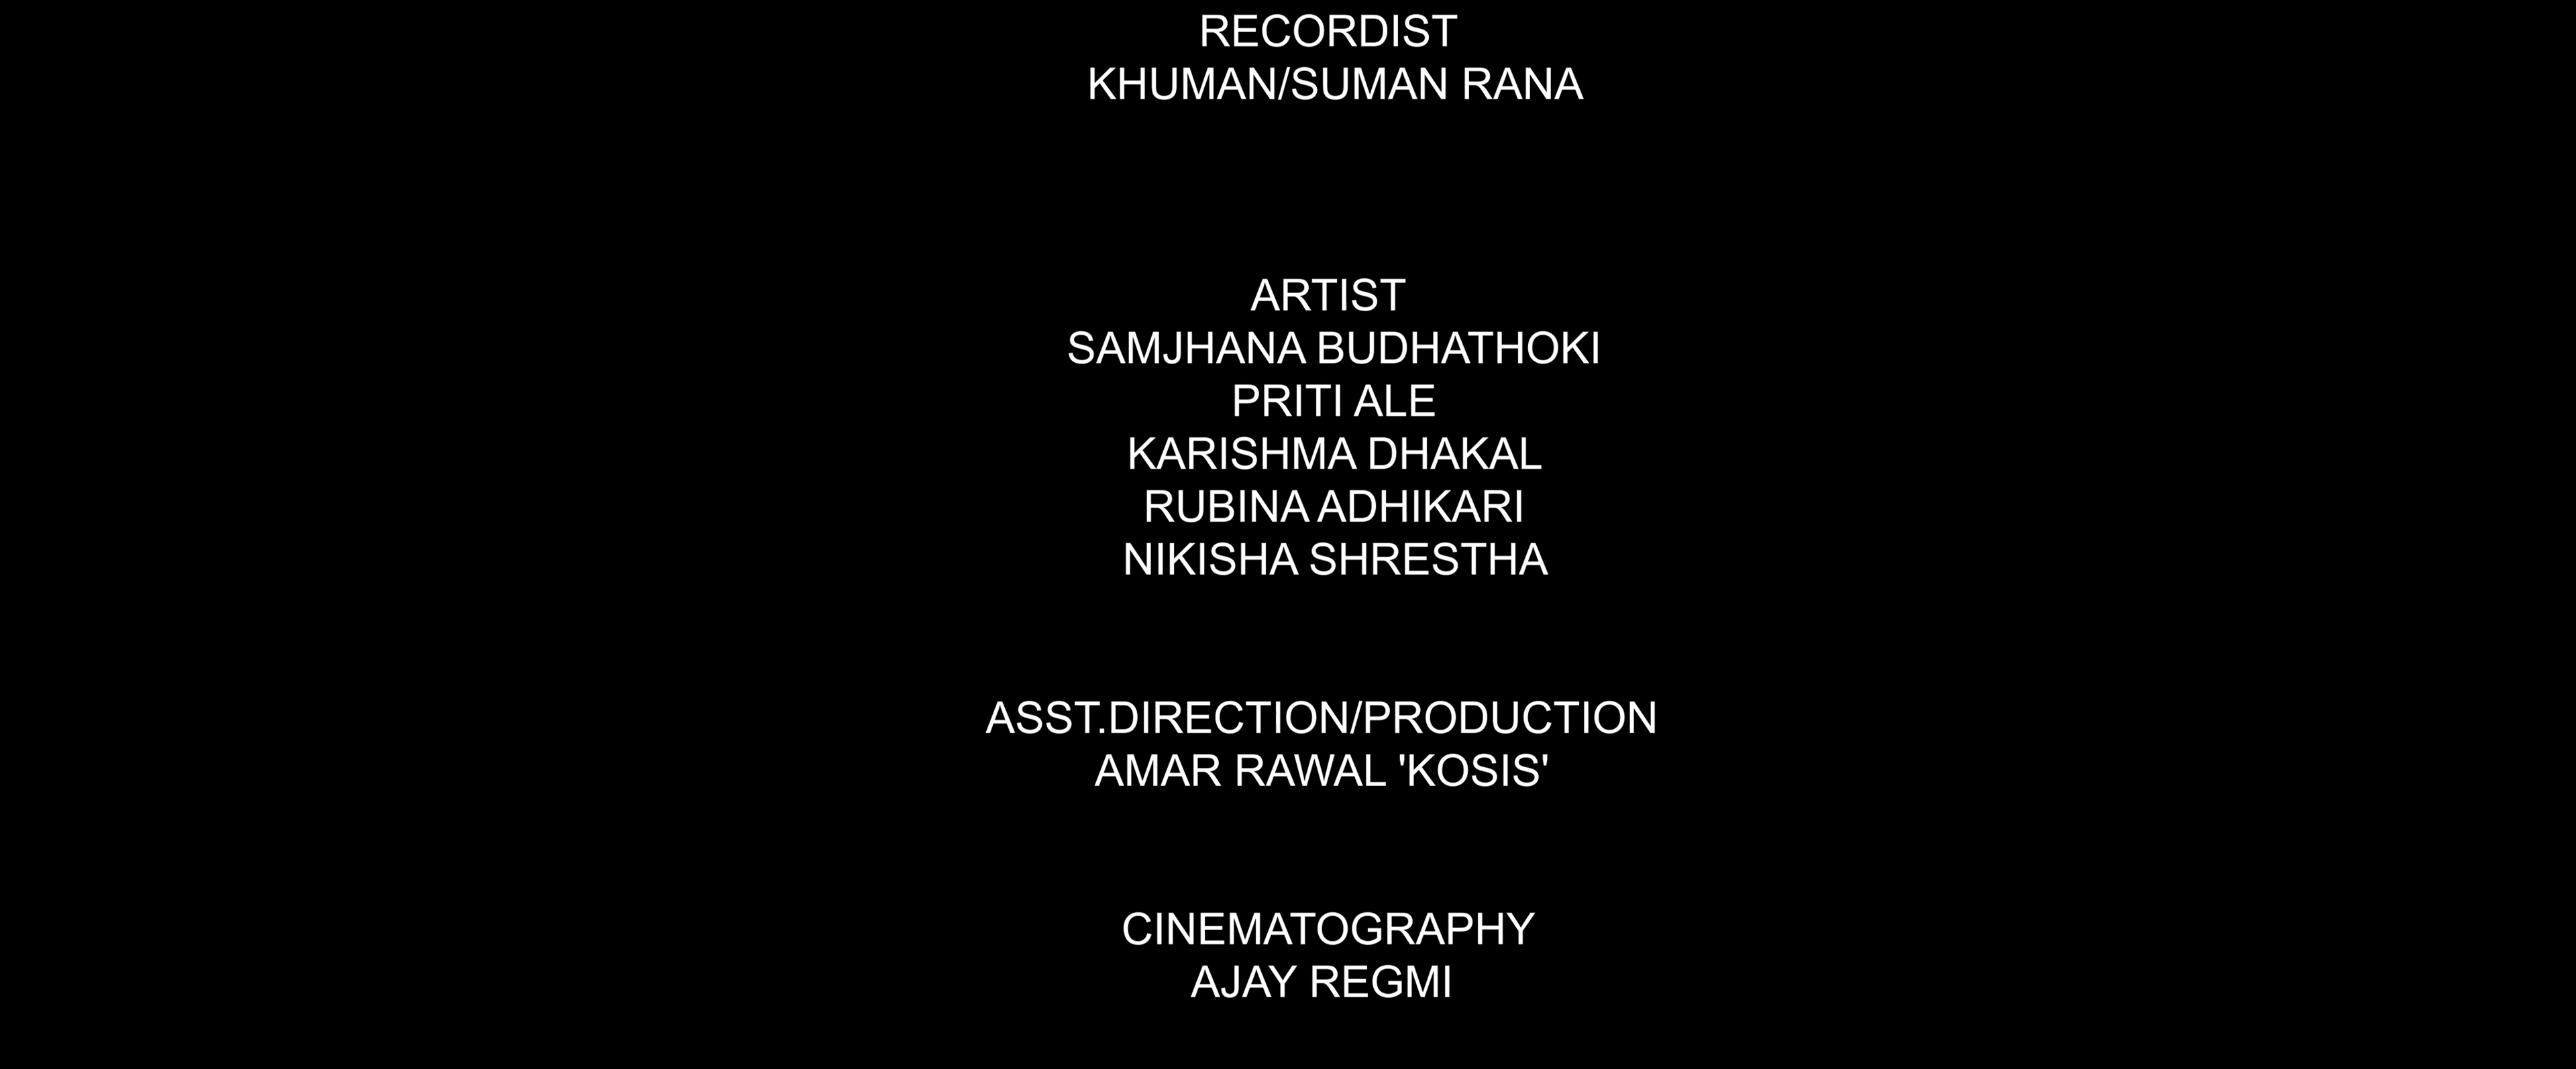 RECORDIST
KHUMAN/SUMAN RANA
ARTIST
SAMJHANA BUDHATHOKI
PRITI ALE
KARISHMA DHAKAL
RUBINA ADHIKARI
NIKISHA SHRESTHA
ASST.DIRECTION/PRODUCTION
AMAR RAWAL 'KOSIS'
CINEMATOGRAPHY
AJAY REGMI